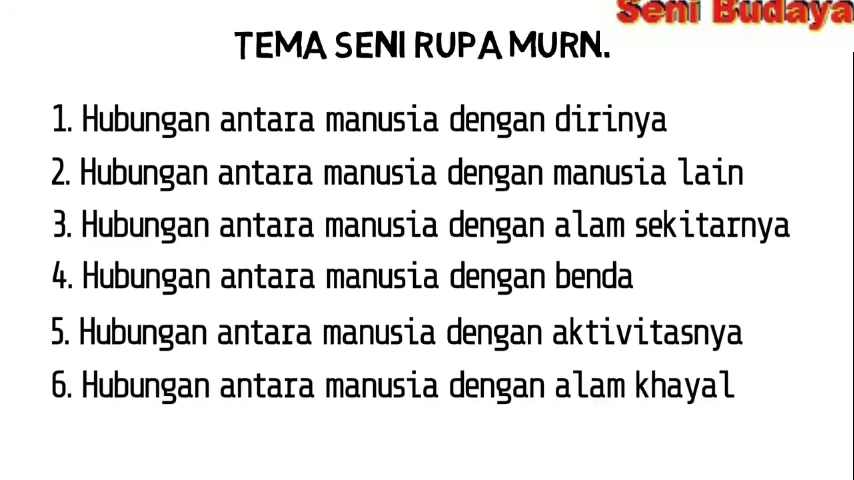 Seni Budaya
TEMA SENI RUPA MURN.
1. Hubungan antara manusia dengan dirinya
2. Hubungan antara manusia dengan manusia lain
3. Hubungan antara manusia dengan alam sekitarnya
4. Hubungan antara manusia dengan benda
5. Hubungan antara manusia dengan aktivitasnya
6. Hubungan antara manusia dengan alam khayal